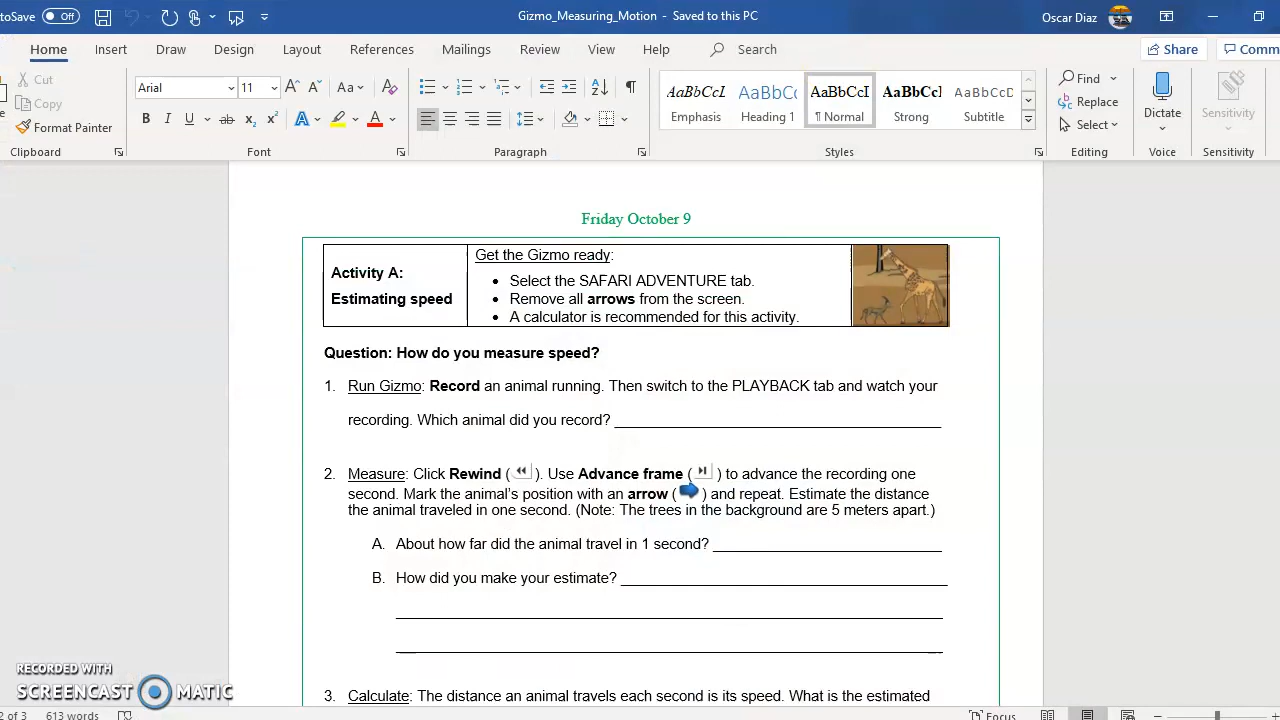 toSave Off
Gizmo_Measuring_Motion - Saved to this PC
Oscar Diaz
Home Insert Draw Design Layout References Mailings Review View Help Search Share Comm
Cut
Copy
Format Painter
Clipboard
Arial 11 A A Aa A
B I U ab x₂ x² A A
Font
Paragraph
AaBbCcL AaBbCc AaBbCcI AaBbCcI AaBbCcD
Emphasis Heading 1 ¶ Normal Strong Subtitle
Styles
Find
Replace
Select
Editing
Dictate
Voice
Sensitivity
Sensitivity
Friday October 9
Activity A:
Estimating speed
Get the Gizmo ready:
• Select the SAFARI ADVENTURE tab.
• Remove all arrows from the screen.
• A calculator is recommended for this activity.
Question: How do you measure speed?
1. Run Gizmo: Record an animal running. Then switch to the PLAYBACK tab and watch your
recording. Which animal did you record?
2. Measure: Click Rewind ( ). Use Advance frame ( ) to advance the recording one
second. Mark the animal's position with an arrow ( ) and repeat. Estimate the distance
the animal traveled in one second. (Note: The trees in the background are 5 meters apart.)
A. About how far did the animal travel in 1 second?
B. How did you make your estimate?
3. Calculate: The distance an animal travels each second is its speed. What is the estimated
RECORDED WITH
SCREENCAST MATIC
2 of 3 613 words
Focus